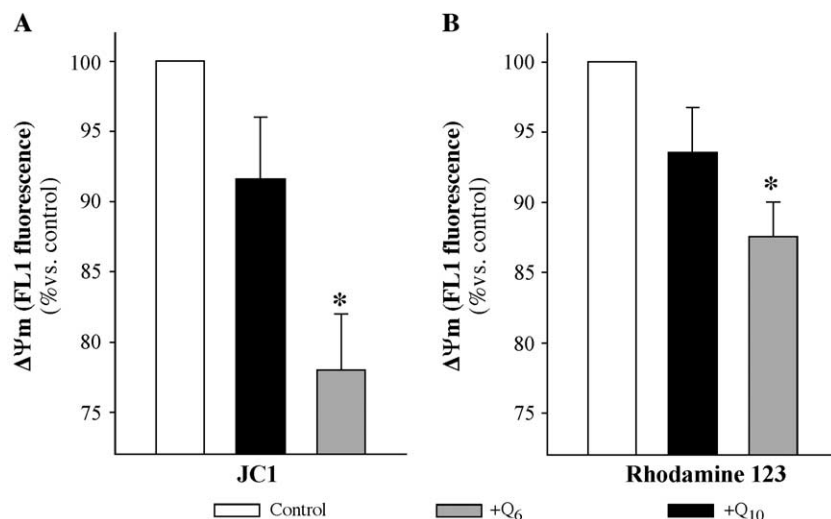 A
ΔΨm (FL1 fluorescence)
(%vs. control)
100
95
90
85
80
75
*
JC1
B
ΔΨm (FL1 fluorescence)
(%vs. control)
100
95
90
85
80
75
*
Rhodamine 123
Control
+Q6
+Q10